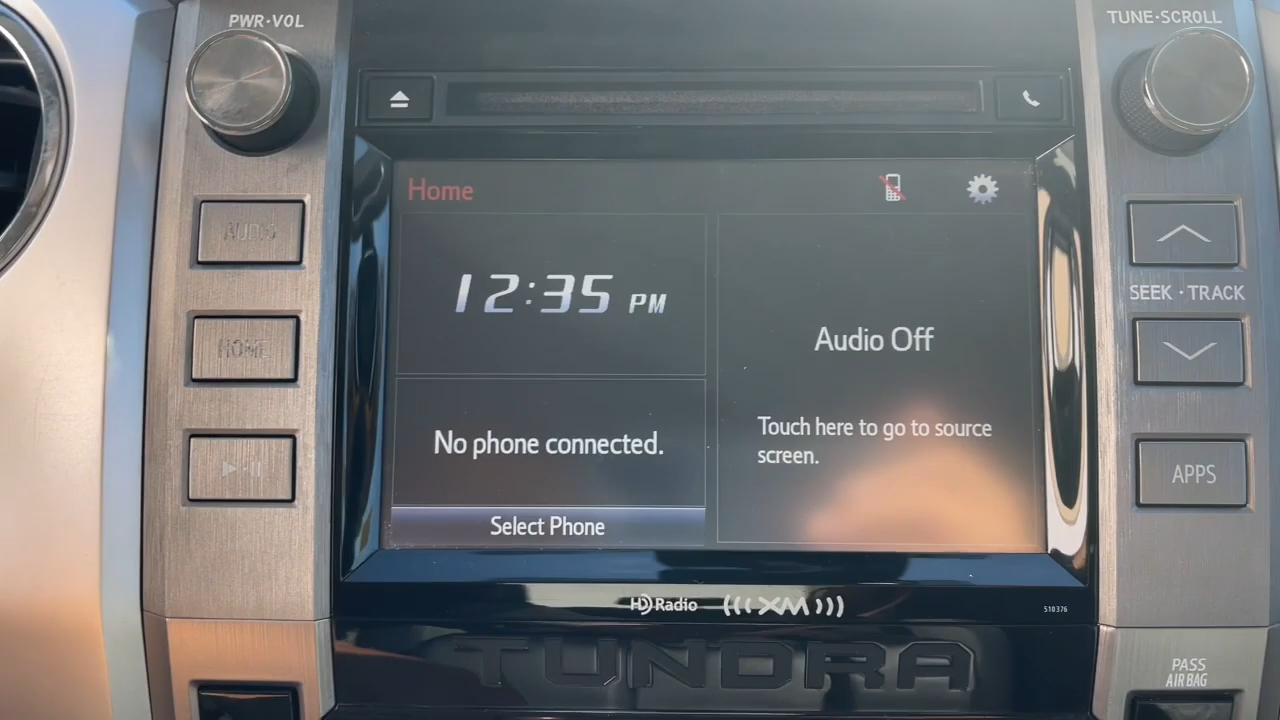 PWR·VOL
TUNE·SCROLL
Home
AUDIO
12:35 PM
Audio Off
SEEK · TRACK
HOME
No phone connected.
Touch here to go to source
screen.
APPS
Select Phone
HD Radio
(((XM)))
510376
TUNDRA
PASS
AIR BAG